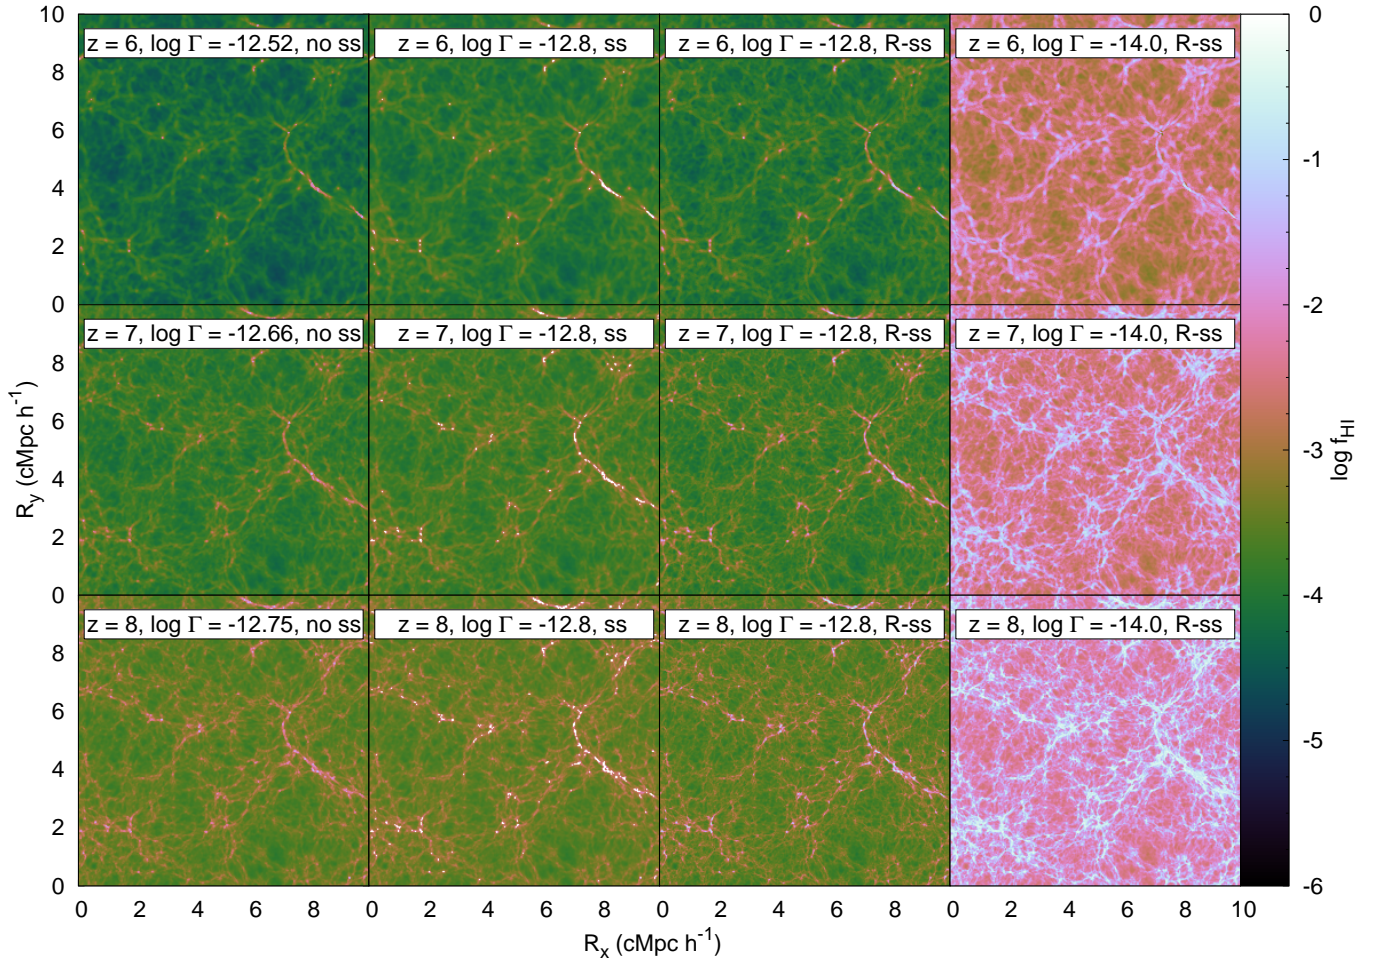 10
z = 6, log Γ = -12.52, no ss
z = 6, log Γ = -12.8, ss
z = 6, log Γ = -12.8, R-ss
z = 6, log Γ = -14.0, R-ss
0
8
6
4
2
0
-1
z = 7, log Γ = -12.66, no ss
z = 7, log Γ = -12.8, ss
z = 7, log Γ = -12.8, R-ss
z = 7, log Γ = -14.0, R-ss
-2
8
6
4
2
0
R_y (cMpc h^-1)
-3
log f_HI
z = 8, log Γ = -12.75, no ss
z = 8, log Γ = -12.8, ss
z = 8, log Γ = -12.8, R-ss
z = 8, log Γ = -14.0, R-ss
-4
8
6
4
2
0
-5
-6
0 2 4 6 8 0 2 4 6 8 0 2 4 6 8 0 2 4 6 8 10
R_x (cMpc h^-1)